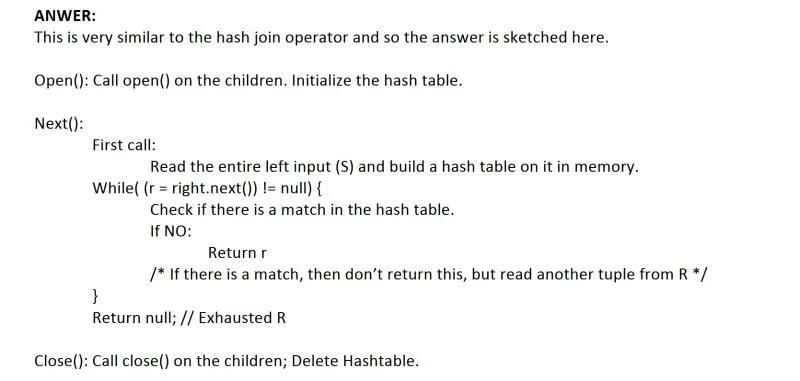 ANWER:
This is very similar to the hash join operator and so the answer is sketched here.
Open(): Call open() on the children. Initialize the hash table.
Next():
First call:
Read the entire left input (S) and build a hash table on it in memory.
While( (r = right.next()) != null) {
Check if there is a match in the hash table.
If NO:
Return r
/* If there is a match, then don’t return this, but read another tuple from R */
}
Return null; // Exhausted R
Close(): Call close() on the children; Delete Hashtable.